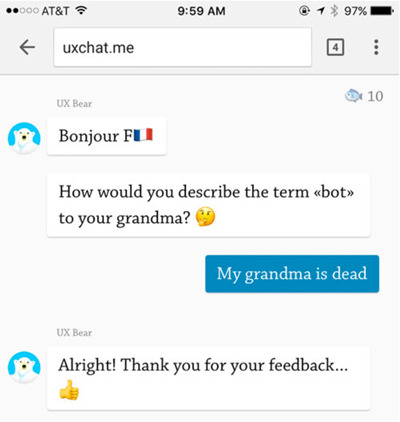 AT&T 9:59 AM 97%
uxchat.me 4
🐟 10
UX Bear
Bonjour F🇫🇷
How would you describe the term «bot»
to your grandma? 🤔
My grandma is dead
UX Bear
Alright! Thank you for your feedback...
👍